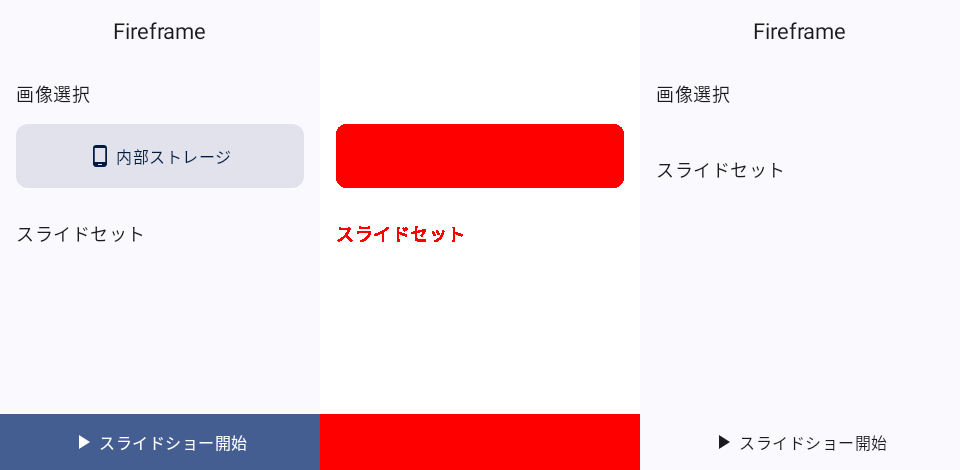 Fireframe
画像選択
内部ストレージ
スライドセット
スライドショー開始
スライドセット
Fireframe
画像選択
スライドセット
スライドショー開始